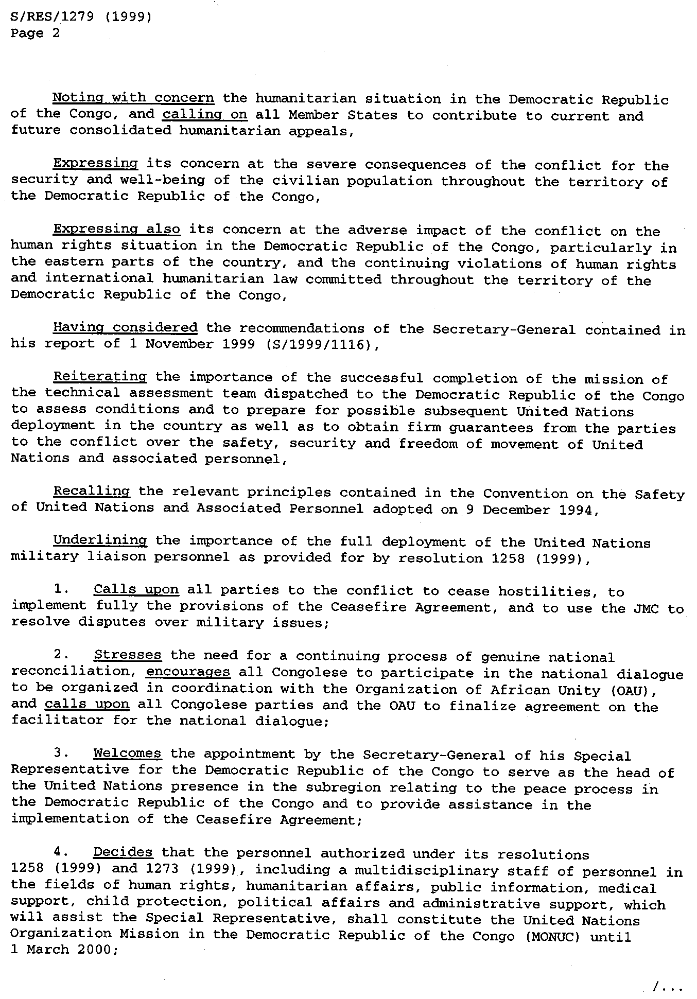 S/RES/1279 (1999)
Page 2
Noting with concern the humanitarian situation in the Democratic Republic
of the Congo, and calling on all Member States to contribute to current and
future consolidated humanitarian appeals,
Expressing its concern at the severe consequences of the conflict for the
security and well-being of the civilian population throughout the territory of
the Democratic Republic of the Congo,
Expressing also its concern at the adverse impact of the conflict on the
human rights situation in the Democratic Republic of the Congo, particularly in
the eastern parts of the country, and the continuing violations of human rights
and international humanitarian law committed throughout the territory of the
Democratic Republic of the Congo,
Having considered the recommendations of the Secretary-General contained in
his report of 1 November 1999 (S/1999/1116),
Reiterating the importance of the successful completion of the mission of
the technical assessment team dispatched to the Democratic Republic of the Congo
to assess conditions and to prepare for possible subsequent United Nations
deployment in the country as well as to obtain firm guarantees from the parties
to the conflict over the safety, security and freedom of movement of United
Nations and associated personnel,
Recalling the relevant principles contained in the Convention on the Safety
of United Nations and Associated Personnel adopted on 9 December 1994,
Underlining the importance of the full deployment of the United Nations
military liaison personnel as provided for by resolution 1258 (1999),
1. Calls upon all parties to the conflict to cease hostilities, to
implement fully the provisions of the Ceasefire Agreement, and to use the JMC to
resolve disputes over military issues;
2. Stresses the need for a continuing process of genuine national
reconciliation, encourages all Congolese to participate in the national dialogue
to be organized in coordination with the Organization of African Unity (OAU),
and calls upon all Congolese parties and the OAU to finalize agreement on the
facilitator for the national dialogue;
3. Welcomes the appointment by the Secretary-General of his Special
Representative for the Democratic Republic of the Congo to serve as the head of
the United Nations presence in the subregion relating to the peace process in
the Democratic Republic of the Congo and to provide assistance in the
implementation of the Ceasefire Agreement;
4. Decides that the personnel authorized under its resolutions
1258 (1999) and 1273 (1999), including a multidisciplinary staff of personnel in
the fields of human rights, humanitarian affairs, public information, medical
support, child protection, political affairs and administrative support, which
will assist the Special Representative, shall constitute the United Nations
Organization Mission in the Democratic Republic of the Congo (MONUC) until
1 March 2000;
/...